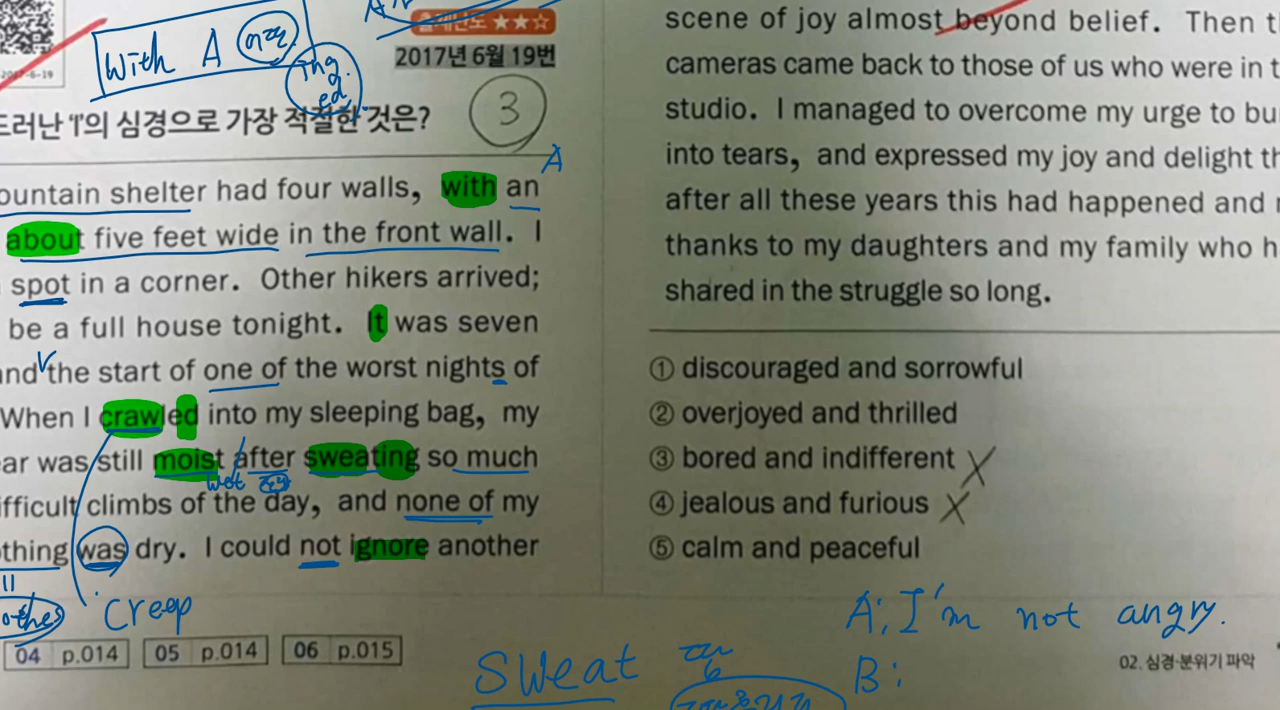 With A
ing
ed
2017년 6월 19번
드러난 'I'의 심경으로 가장 적절한 것은?
3
A
ountain shelter had four walls, with an
about five feet wide in the front wall. I
spot in a corner. Other hikers arrived;
be a full house tonight. It was seven
and the start of one of the worst nights of
When I crawled into my sleeping bag, my
ear was still moist after sweating so much
wet
ifficult climbs of the day, and none of my
thing was dry. I could not ignore another
creep
04 p.014
05 p.014
06 p.015
sweat 땀
scene of joy almost beyond belief. Then t
cameras came back to those of us who were in t
studio. I managed to overcome my urge to bu
into tears, and expressed my joy and delight th
after all these years this had happened and
thanks to my daughters and my family who h
shared in the struggle so long.
① discouraged and sorrowful
② overjoyed and thrilled
③ bored and indifferent X
④ jealous and furious X
⑤ calm and peaceful
A: I'm not angry.
B:
02. 심경·분위기 파악